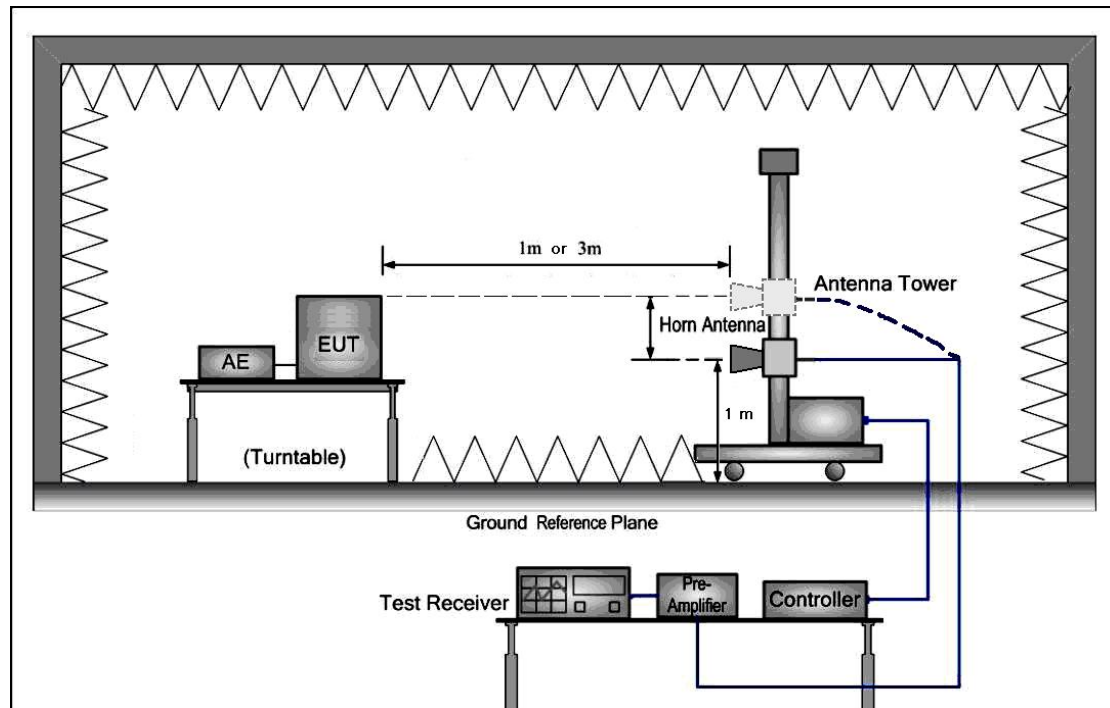 1m or 3m
Antenna Tower
Horn Antenna
EUT
AE
1 m
(Turntable)
Ground Reference Plane
Test Receiver
Pre-
Amplifier
Controller